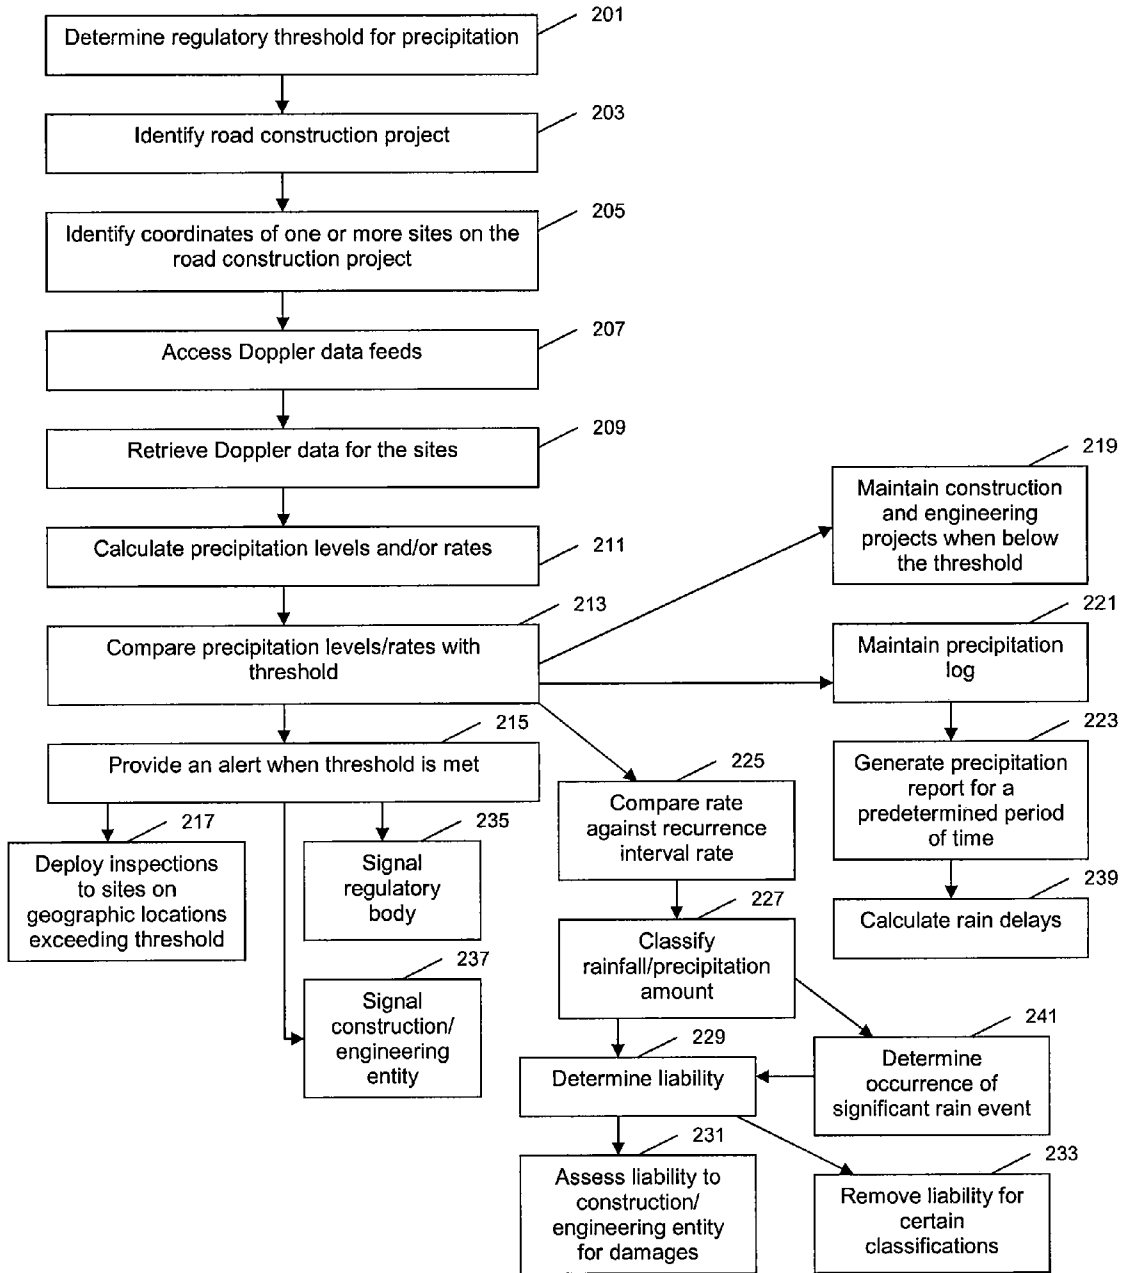 201
Determine regulatory threshold for precipitation
203
Identify road construction project
205
Identify coordinates of one or more sites on the
road construction project
207
Access Doppler data feeds
209
Retrieve Doppler data for the sites
211
Calculate precipitation levels and/or rates
213
Compare precipitation levels/rates with
threshold
215
Provide an alert when threshold is met
217
Deploy inspections
to sites on
geographic locations
exceeding threshold
235
Signal
regulatory
body
237
Signal
construction/
engineering
entity
219
Maintain construction
and engineering
projects when below
the threshold
221
Maintain precipitation
log
223
Generate precipitation
report for a
predetermined period
of time
239
Calculate rain delays
225
Compare rate
against recurrence
interval rate
227
Classify
rainfall/precipitation
amount
241
Determine
occurrence of
significant rain event
229
Determine liability
231
Assess liability to
construction/
engineering entity
for damages
233
Remove liability for
certain
classifications